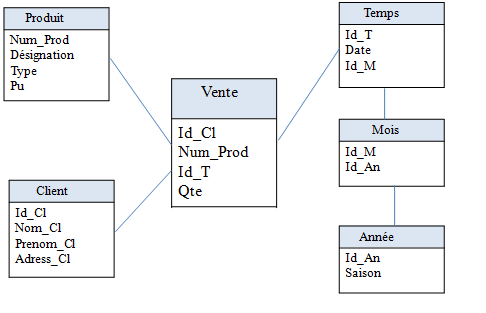 Produit
Num_Prod
Désignation
Type
Pu
Client
Id_Cl
Nom_Cl
Prenom_Cl
Adress_Cl
Vente
Id_Cl
Num_Prod
Id_T
Qte
Temps
Id_T
Date
Id_M
Mois
Id_M
Id_An
Année
Id_An
Saison